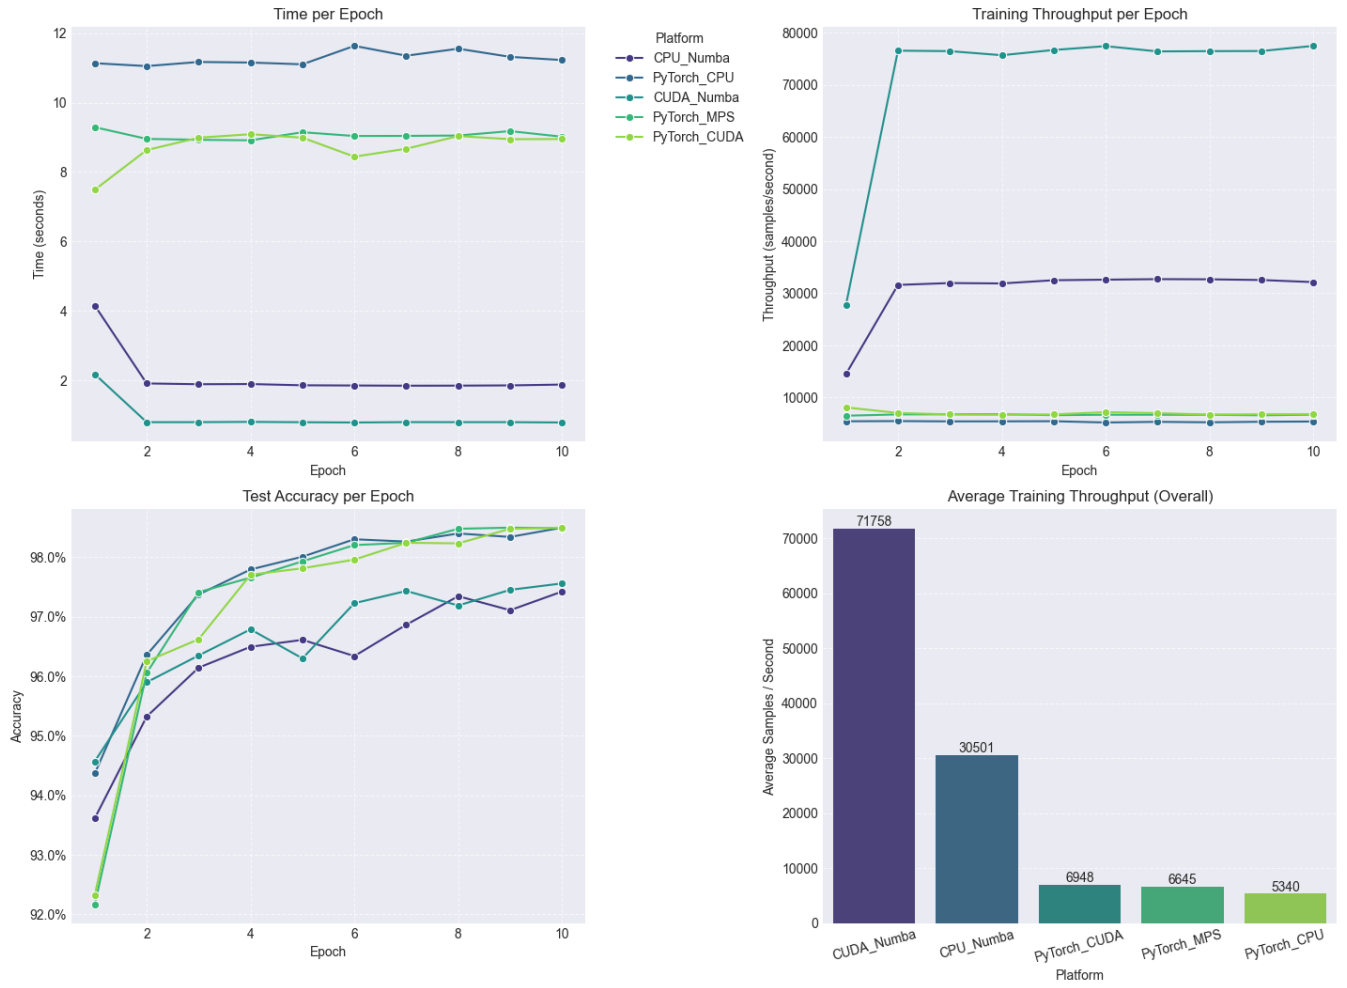 Time per Epoch
12
10
8
6
4
2
Time (seconds)
2
4
6
8
10
Epoch
Platform
CPU_Numba
PyTorch_CPU
CUDA_Numba
PyTorch_MPS
PyTorch_CUDA
Training Throughput per Epoch
80000
70000
60000
50000
40000
30000
20000
10000
Throughput (samples/second)
2
4
6
8
10
Epoch
Test Accuracy per Epoch
98.0%
97.0%
96.0%
95.0%
94.0%
93.0%
92.0%
Accuracy
2
4
6
8
10
Epoch
Average Training Throughput (Overall)
70000
60000
50000
40000
30000
20000
10000
0
Average Samples / Second
71758
30501
6948
6645
5340
CUDA_Numba
CPU_Numba
PyTorch_CUDA
PyTorch_MPS
PyTorch_CPU
Platform